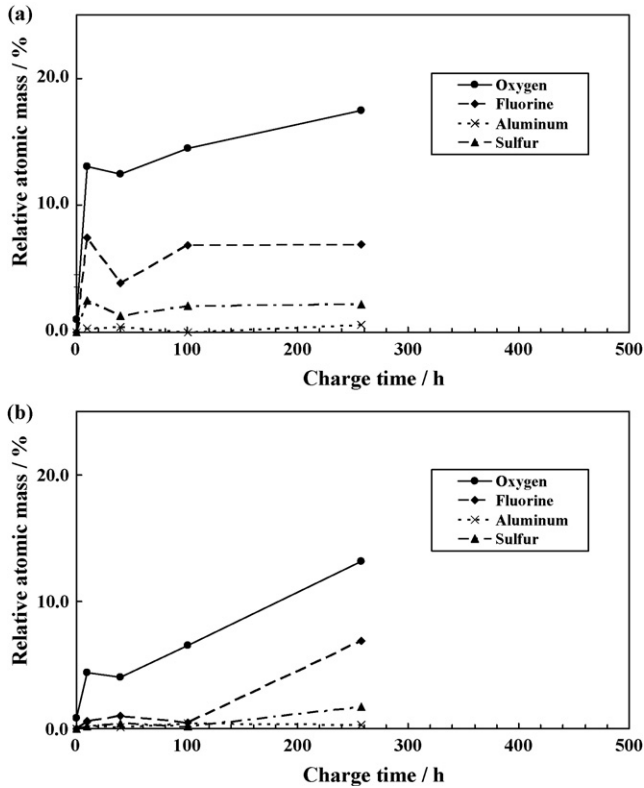 (a)
Relative atomic mass / %
20.0
10.0
0.0
Oxygen
Fluorine
Aluminum
Sulfur
0 100 200 300 400 500
Charge time / h
(b)
Relative atomic mass / %
20.0
10.0
0.0
Oxygen
Fluorine
Aluminum
Sulfur
0 100 200 300 400 500
Charge time / h